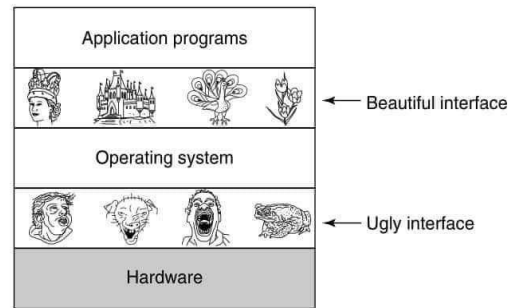 Application programs
Beautiful interface
Operating system
Ugly interface
Hardware